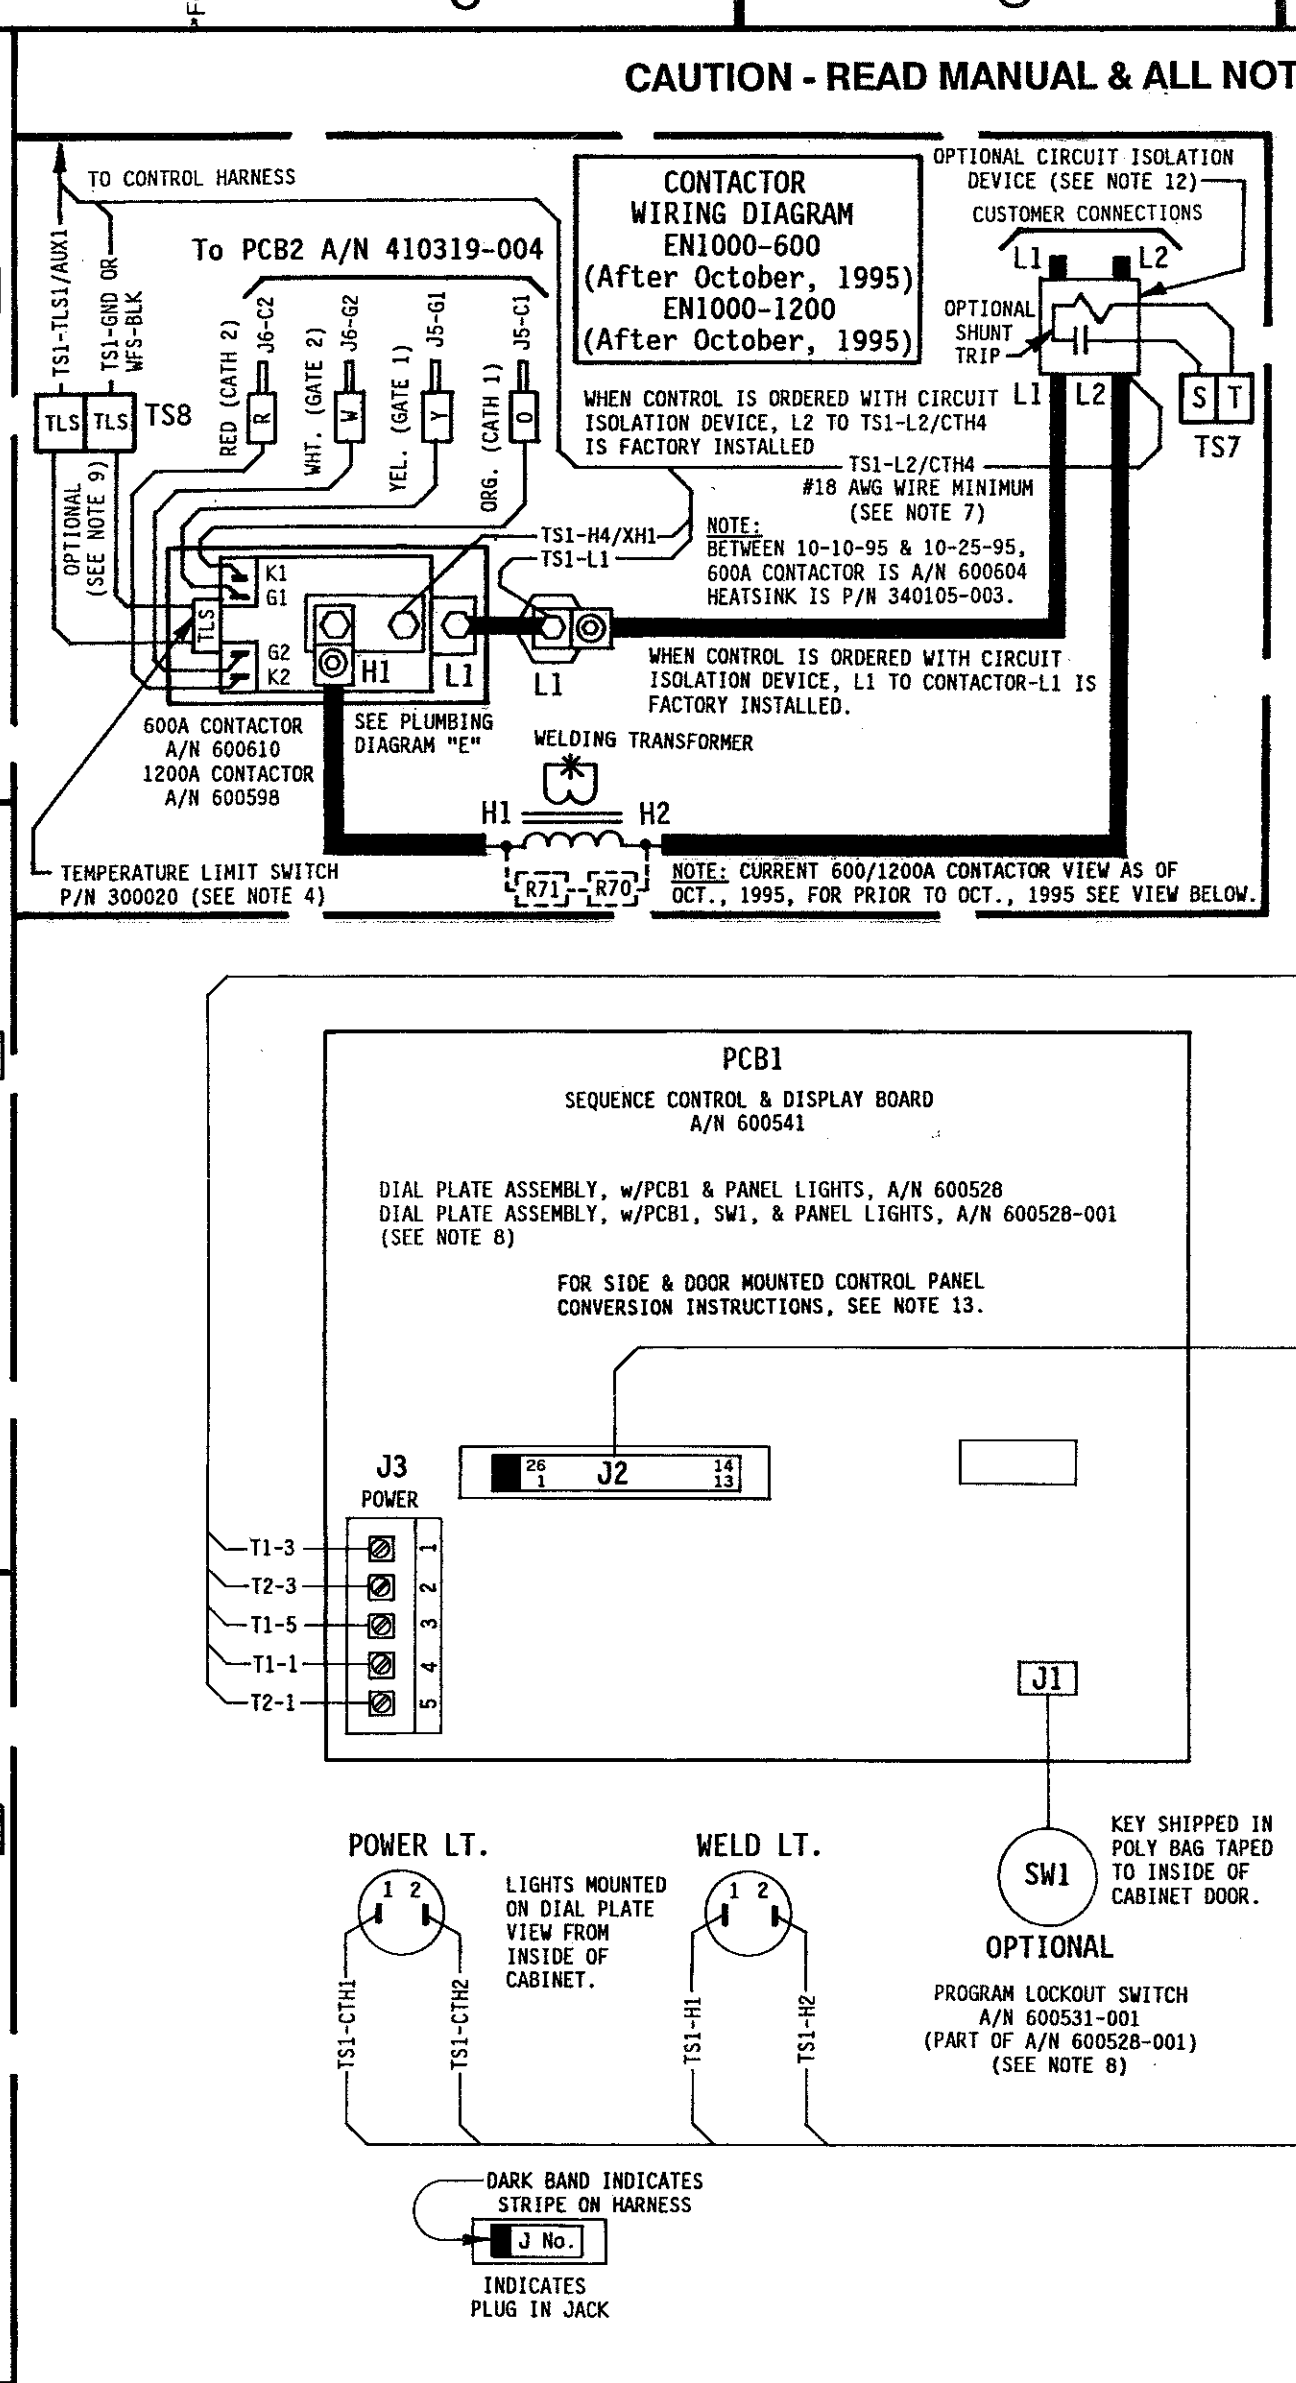 CAUTION - READ MANUAL & ALL NOT
TO CONTROL HARNESS
TS1-TLS1/AUX1
TS1-GND OR
WFS-BLK
To PCB2 A/N 410319-004
CONTACTOR
WIRING DIAGRAM
EN1000-600
(After October, 1995)
EN1000-1200
(After October, 1995)
OPTIONAL CIRCUIT ISOLATION
DEVICE (SEE NOTE 12)
CUSTOMER CONNECTIONS
L1
L2
OPTIONAL
SHUNT
TRIP
L1
L2
S
T
TS7
TLS
TLS
TS8
RED (CATH 2)
J6-C2
R
WHT. (GATE 2)
J6-G2
W
YEL. (GATE 1)
J5-G1
Y
ORG. (CATH 1)
J5-C1
O
WHEN CONTROL IS ORDERED WITH CIRCUIT
ISOLATION DEVICE, L2 TO TS1-L2/CTH4
IS FACTORY INSTALLED
TS1-L2/CTH4
#18 AWG WIRE MINIMUM
(SEE NOTE 7)
OPTIONAL
(SEE NOTE 9)
TS1-H4/XH1
TS1-L1
NOTE:
BETWEEN 10-10-95 & 10-25-95,
600A CONTACTOR IS A/N 600604
HEATSINK IS P/N 340105-003.
K1
G1
TLS
G2
K2
H1
L1
L1
WHEN CONTROL IS ORDERED WITH CIRCUIT
ISOLATION DEVICE, L1 TO CONTACTOR-L1 IS
FACTORY INSTALLED.
600A CONTACTOR
A/N 600610
1200A CONTACTOR
A/N 600598
SEE PLUMBING
DIAGRAM "E"
WELDING TRANSFORMER
H1
H2
R71
R70
TEMPERATURE LIMIT SWITCH
P/N 300020 (SEE NOTE 4)
NOTE: CURRENT 600/1200A CONTACTOR VIEW AS OF
OCT., 1995, FOR PRIOR TO OCT., 1995 SEE VIEW BELOW.
PCB1
SEQUENCE CONTROL & DISPLAY BOARD
A/N 600541
DIAL PLATE ASSEMBLY, w/PCB1 & PANEL LIGHTS, A/N 600528
DIAL PLATE ASSEMBLY, w/PCB1, SW1, & PANEL LIGHTS, A/N 600528-001
(SEE NOTE 8)
FOR SIDE & DOOR MOUNTED CONTROL PANEL
CONVERSION INSTRUCTIONS, SEE NOTE 13.
26
1
J2
14
13
J3
POWER
T1-3
1
T2-3
2
T1-5
3
T1-1
4
T2-1
5
J1
POWER LT.
1 2
LIGHTS MOUNTED
ON DIAL PLATE
VIEW FROM
INSIDE OF
CABINET.
WELD LT.
1 2
SW1
KEY SHIPPED IN
POLY BAG TAPED
TO INSIDE OF
CABINET DOOR.
OPTIONAL
PROGRAM LOCKOUT SWITCH
A/N 600531-001
(PART OF A/N 600528-001)
(SEE NOTE 8)
TS1-CTH1
TS1-CTH2
TS1-H1
TS1-H2
DARK BAND INDICATES
STRIPE ON HARNESS
J No.
INDICATES
PLUG IN JACK